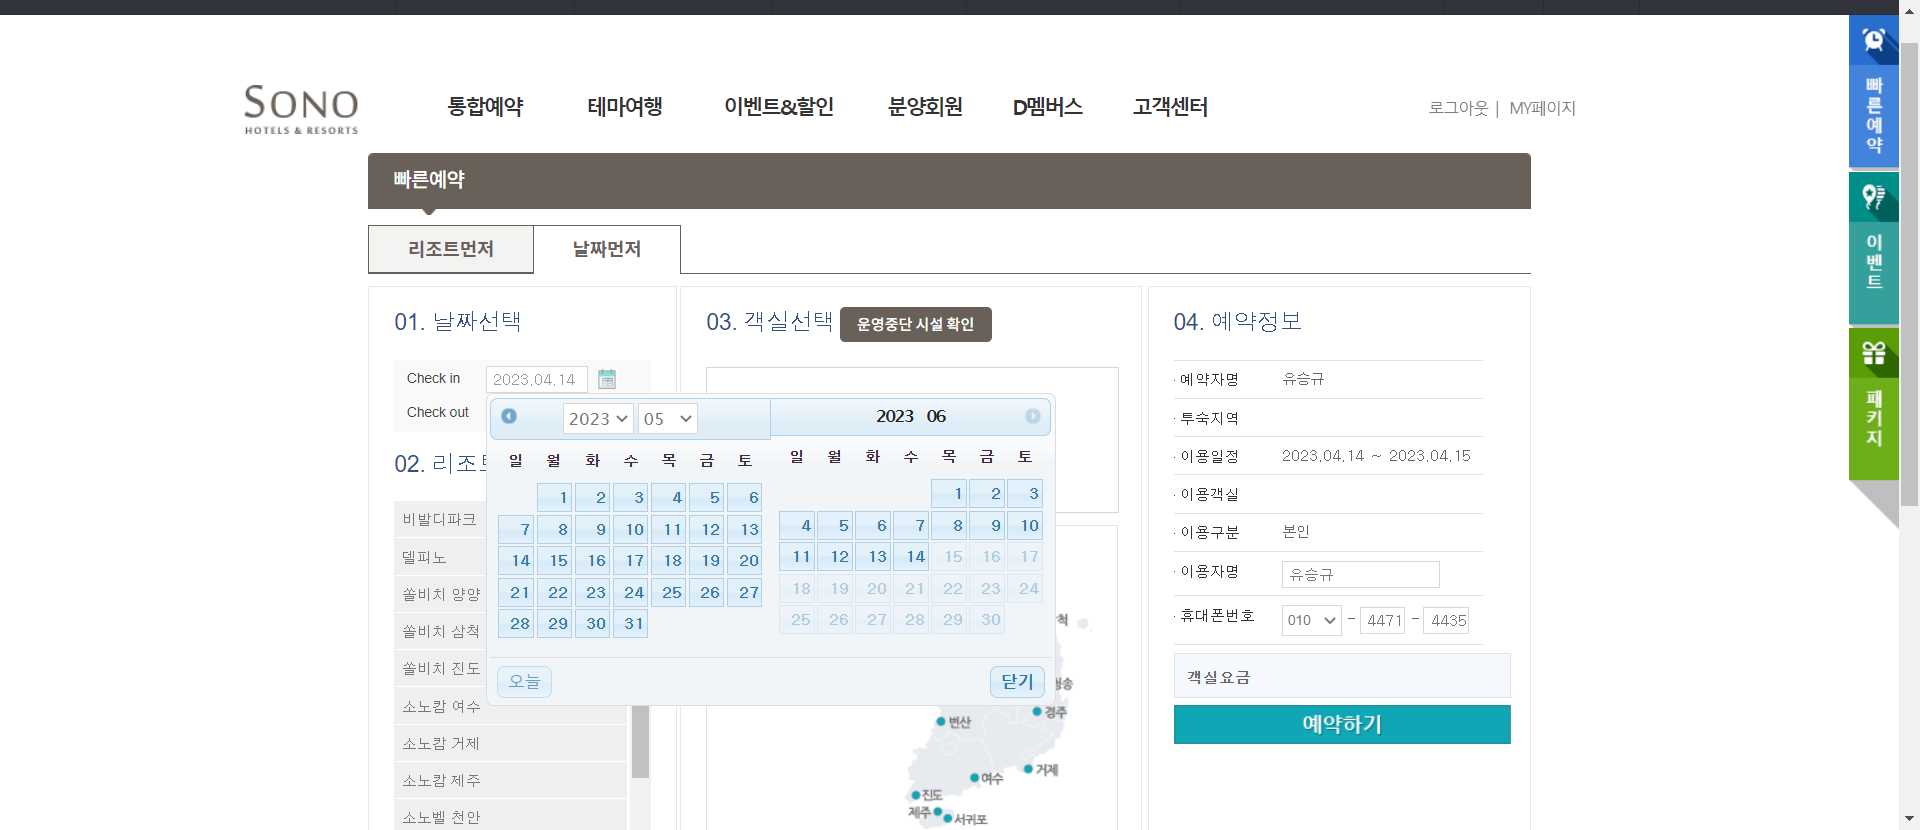 SONO
HOTELS & RESORTS
통합예약 테마여행 이벤트&할인 분양회원 D멤버스 고객센터
로그아웃 | MY페이지
빠른예약
리조트먼저 날짜먼저
01. 날짜선택
Check in 2023.04.14
Check out
02. 리조
비발디파크
델피노
쏠비치 양양
쏠비치 삼척
쏠비치 진도
소노캄 여수
소노캄 거제
소노캄 제주
소노벨 천안
2023 05
일 월 화 수 목 금 토
1 2 3 4 5 6
7 8 9 10 11 12 13
14 15 16 17 18 19 20
21 22 23 24 25 26 27
28 29 30 31
2023 06
일 월 화 수 목 금 토
1 2 3
4 5 6 7 8 9 10
11 12 13 14 15 16 17
18 19 20 21 22 23 24
25 26 27 28 29 30
오늘 닫기
03. 객실선택 운영중단 시설 확인
척
청송
경주
변산
거제
여수
진도
제주
서귀포
04. 예약정보
· 예약자명 유승규
· 투숙지역
· 이용일정 2023.04.14 ~ 2023.04.15
· 이용객실
· 이용구분 본인
· 이용자명 유승규
· 휴대폰번호 010 - 4471 - 4435
객실요금
예약하기
빠른예약
이벤트
패키지